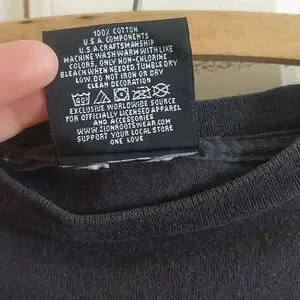 100% COTTON
U.S.A. COMPONENTS
U.S.A. CRAFTSMANSHIP
MACHINE WASH WARM WITH LIKE
COLORS, ONLY NON-CHLORINE
BLEACH WHEN NEEDED. TUMBLE DRY
LOW. DO NOT IRON OR DRY
CLEAN DECORATION
EXCLUSIVE WORLDWIDE
FOR OFFICIALLY LICENSED APPAREL
AND ACCESSORIES
WWW.ZIONROOTSWEAR.COM
SUPPORT YOUR LOCAL STORE
ONE LOVE